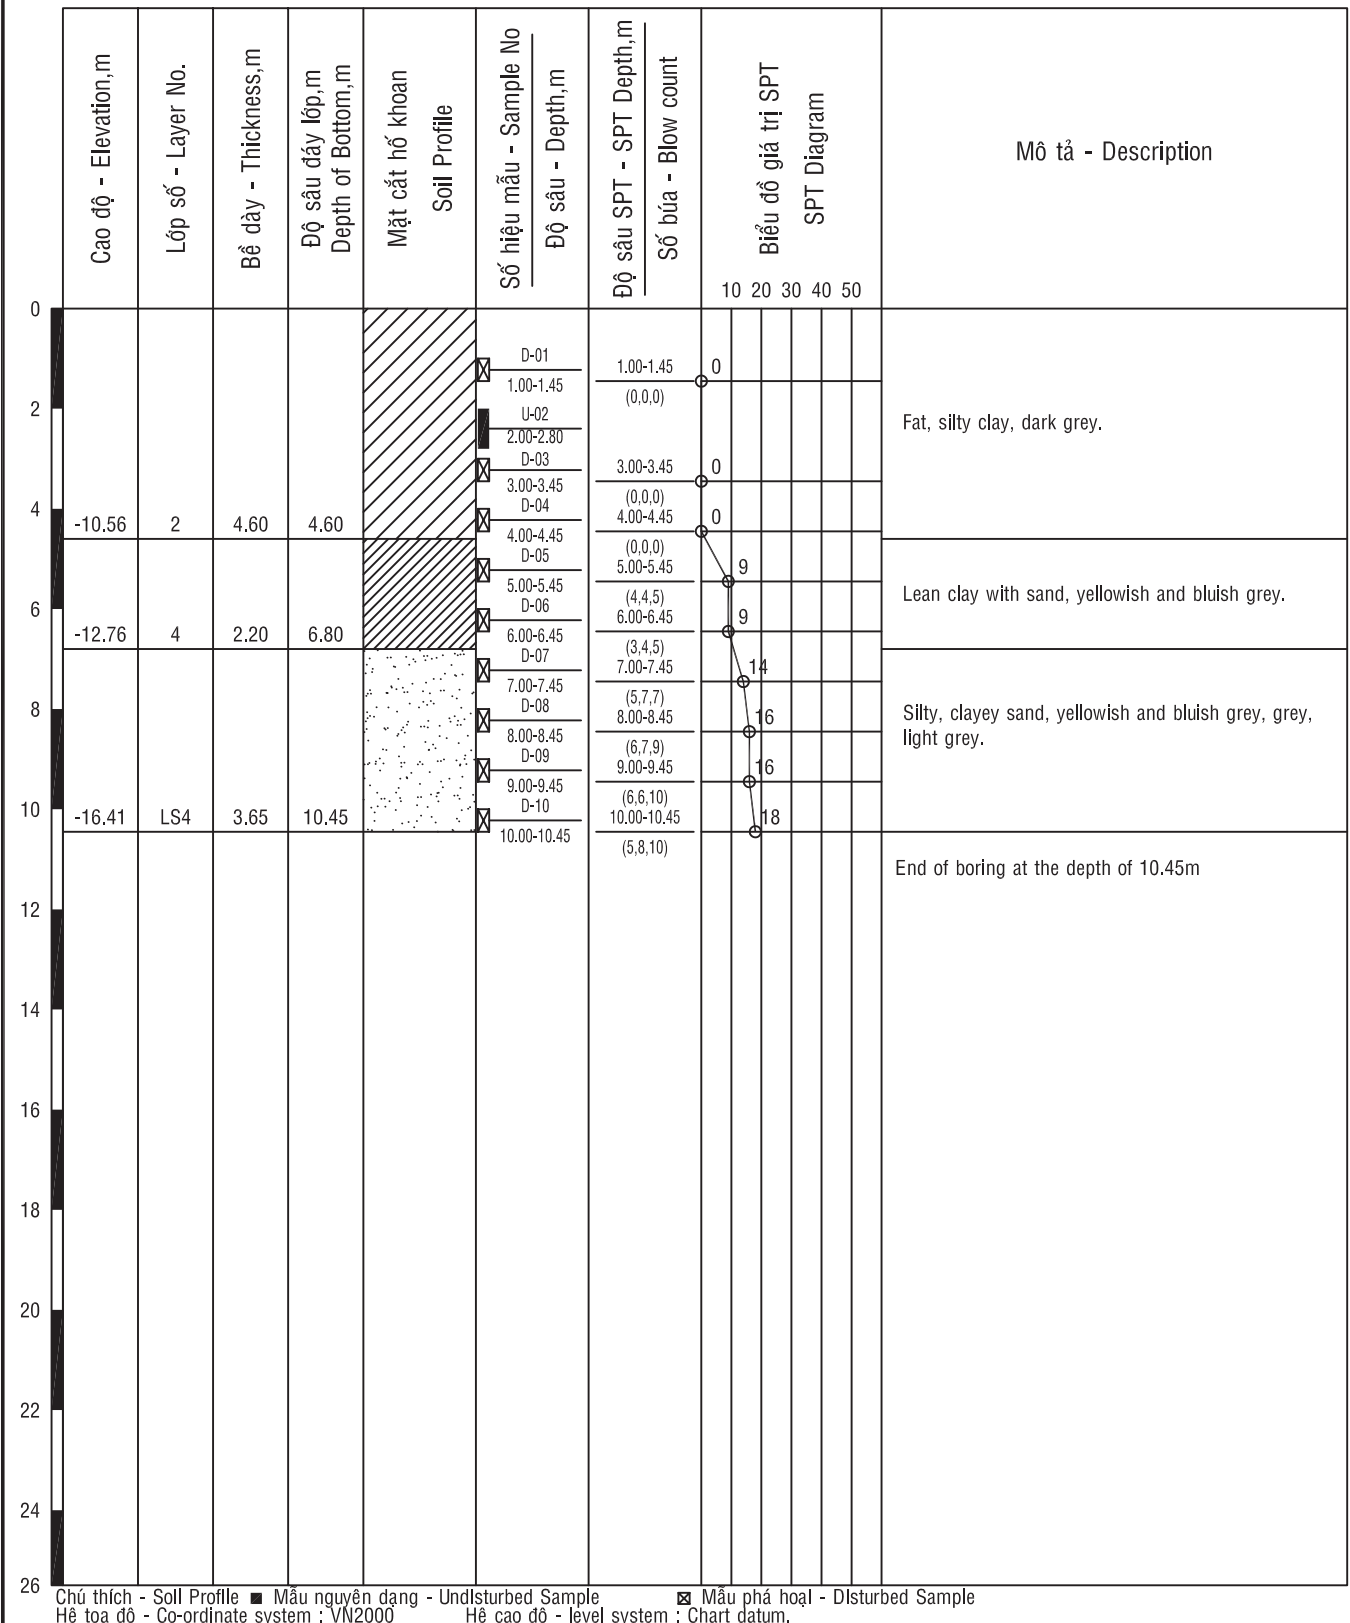 Cao độ - Elevation,m
Lớp số - Layer No.
Bề dày - Thickness,m
Độ sâu đáy lớp,m
Depth of Bottom,m
Mặt cắt hố khoan
Soil Profile
Số hiệu mẫu - Sample No
Độ sâu - Depth,m
Độ sâu SPT - SPT Depth,m
Số búa - Blow count
Biểu đồ giá trị SPT
SPT Diagram
10 20 30 40 50
Mô tả - Description
0
D-01
1.00-1.45
1.00-1.45
(0,0,0)
0
2
U-02
2.00-2.80
Fat, silty clay, dark grey.
D-03
3.00-3.45
3.00-3.45
(0,0,0)
0
4
D-04
4.00-4.45
4.00-4.45
(0,0,0)
0
-10.56 2 4.60 4.60
D-05
5.00-5.45
5.00-5.45
(4,4,5)
9
Lean clay with sand, yellowish and bluish grey.
6
D-06
6.00-6.45
6.00-6.45
(3,4,5)
9
-12.76 4 2.20 6.80
D-07
7.00-7.45
7.00-7.45
(5,7,7)
14
8
D-08
8.00-8.45
8.00-8.45
(6,7,9)
16
Silty, clayey sand, yellowish and bluish grey, grey,
light grey.
D-09
9.00-9.45
9.00-9.45
(6,6,10)
16
10
D-10
10.00-10.45
10.00-10.45
(5,8,10)
18
-16.41 LS4 3.65 10.45
End of boring at the depth of 10.45m
12
14
16
18
20
22
24
26
Chú thích - Soil Profile Mẫu nguyên dạng - Undisturbed Sample Mẫu phá hoại - Disturbed Sample
Hệ tọa độ - Co-ordinate system : VN2000 Hệ cao độ - level system : Chart datum.